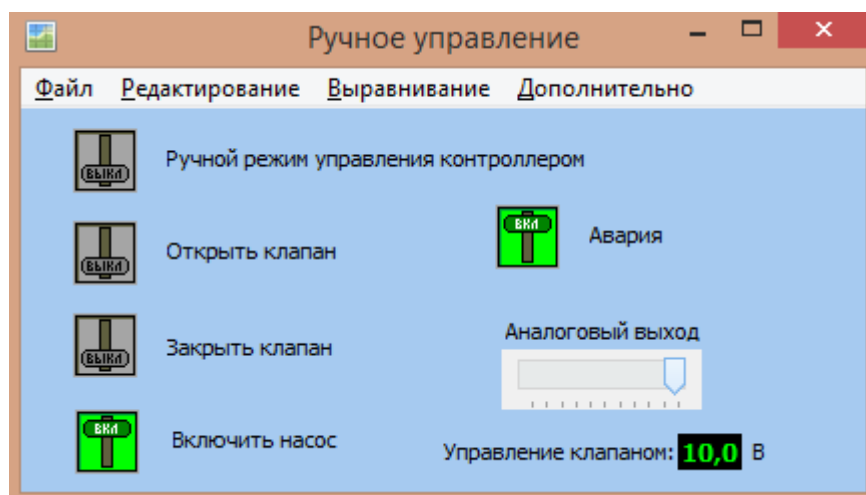 Ручное управление
Файл Редактирование Выравнивание Дополнительно
ВЫКЛ Ручной режим управления контроллером
ВЫКЛ Открыть клапан
ВКЛ Авария
ВЫКЛ Закрыть клапан
Аналоговый выход
ВКЛ Включить насос
Управление клапаном: 10,0 В